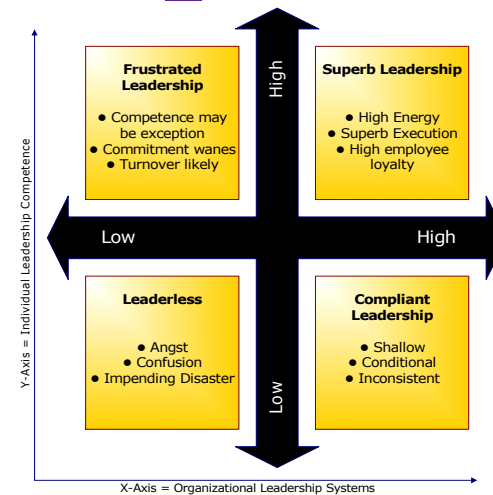 Frustrated
Leadership
● Competence may
be exception
● Commitment wanes
● Turnover likely
High
Superb Leadership
● High Energy
● Superb Execution
● High employee
loyalty
Low
High
Leaderless
● Angst
● Confusion
● Impending Disaster
Low
Compliant
Leadership
● Shallow
● Conditional
● Inconsistent
Y-Axis = Individual Leadership Competence
X-Axis = Organizational Leadership Systems